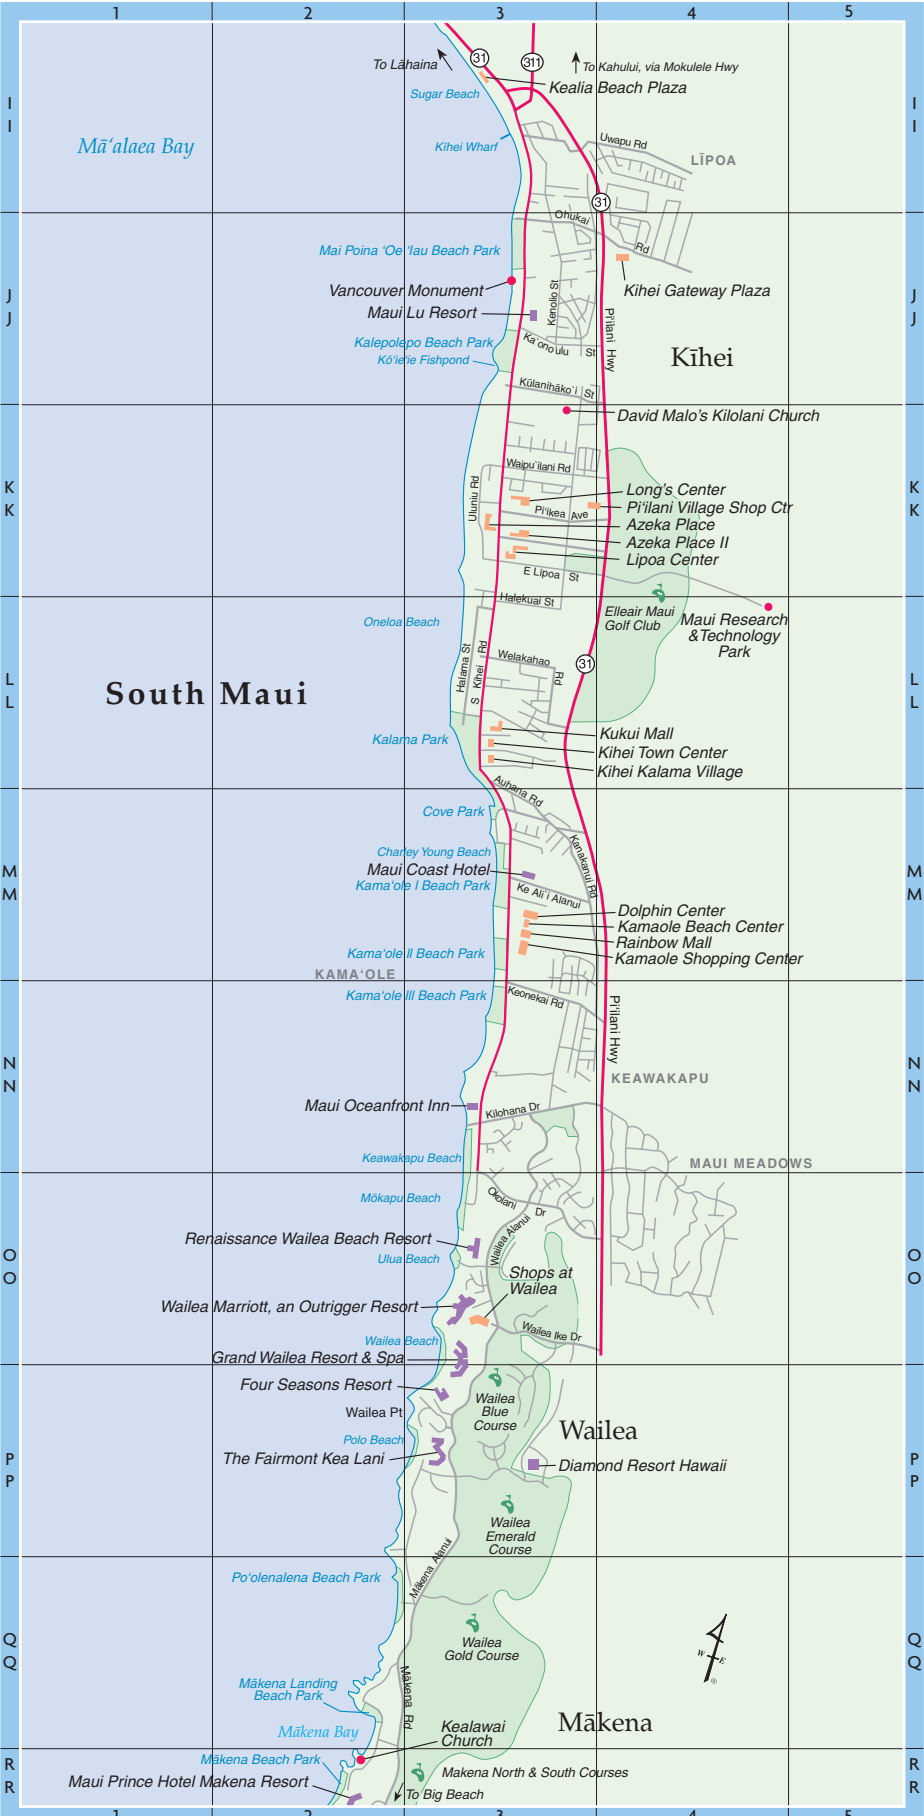 1 2 3 4 5
I I
I I
31
311
To Lāhaina
To Kahului, via Mokulele Hwy
Kealia Beach Plaza
Sugar Beach
Mā‘alaea Bay
Kīhei Wharf
Uwapu Rd
LĪPOA
31
Ohukai Rd
Mai Poina ‘Oe ‘Iau Beach Park
J J
J J
Vancouver Monument
Kihei Gateway Plaza
Maui Lu Resort
Kenolio St
Pi‘ilani Hwy
Kalepolepo Beach Park
Ka‘ono‘ulu St
Kō‘ie‘ie Fishpond
Kīhei
Kūlanihāko‘i St
David Malo’s Kilolani Church
K K
K K
Waipu‘ilani Rd
Uluniu Rd
Long’s Center
Pi‘ilani Village Shop Ctr
Pi‘ikea Ave
Azeka Place
Azeka Place II
Lipoa Center
E Lipoa St
Halekuai St
Elleair Maui
Golf Club
Maui Research
&Technology
Park
Oneloa Beach
L L
L L
Halama St
S Kihei Rd
Welakahao Rd
31
South Maui
Kukui Mall
Kalama Park
Kihei Town Center
Kihei Kalama Village
Auhana Rd
Cove Park
Kanakanui Rd
Charley Young Beach
Maui Coast Hotel
Kama‘ole I Beach Park
Ke Ali‘i Alanui
M M
M M
Dolphin Center
Kamaole Beach Center
Rainbow Mall
Kamaole Shopping Center
Kama‘ole II Beach Park
KAMA‘OLE
Kama‘ole III Beach Park
Keonekai Rd
Pi‘ilani Hwy
N N
N N
KEAWAKAPU
Maui Oceanfront Inn
Kilohana Dr
Keawakapu Beach
MAUI MEADOWS
Mōkapu Beach
Okolani Dr
Wailea Alanui
Renaissance Wailea Beach Resort
Ulua Beach
O O
O O
Shops at
Wailea
Wailea Marriott, an Outrigger Resort
Wailea Ike Dr
Wailea Beach
Grand Wailea Resort & Spa
Four Seasons Resort
Wailea Pt
Wailea
Blue
Course
Wailea
Polo Beach
The Fairmont Kea Lani
Diamond Resort Hawaii
P P
P P
Wailea
Emerald
Course
Mākena Alanui
Po‘olenalena Beach Park
Wailea
Gold Course
Q Q
Q Q
W E
®
Mākena Rd
Mākena Landing
Beach Park
Mākena Bay
Kealawai
Church
Mākena
Mākena Beach Park
Maui Prince Hotel Makena Resort
Makena North & South Courses
To Big Beach
R R
R R
1 2 3 4 5